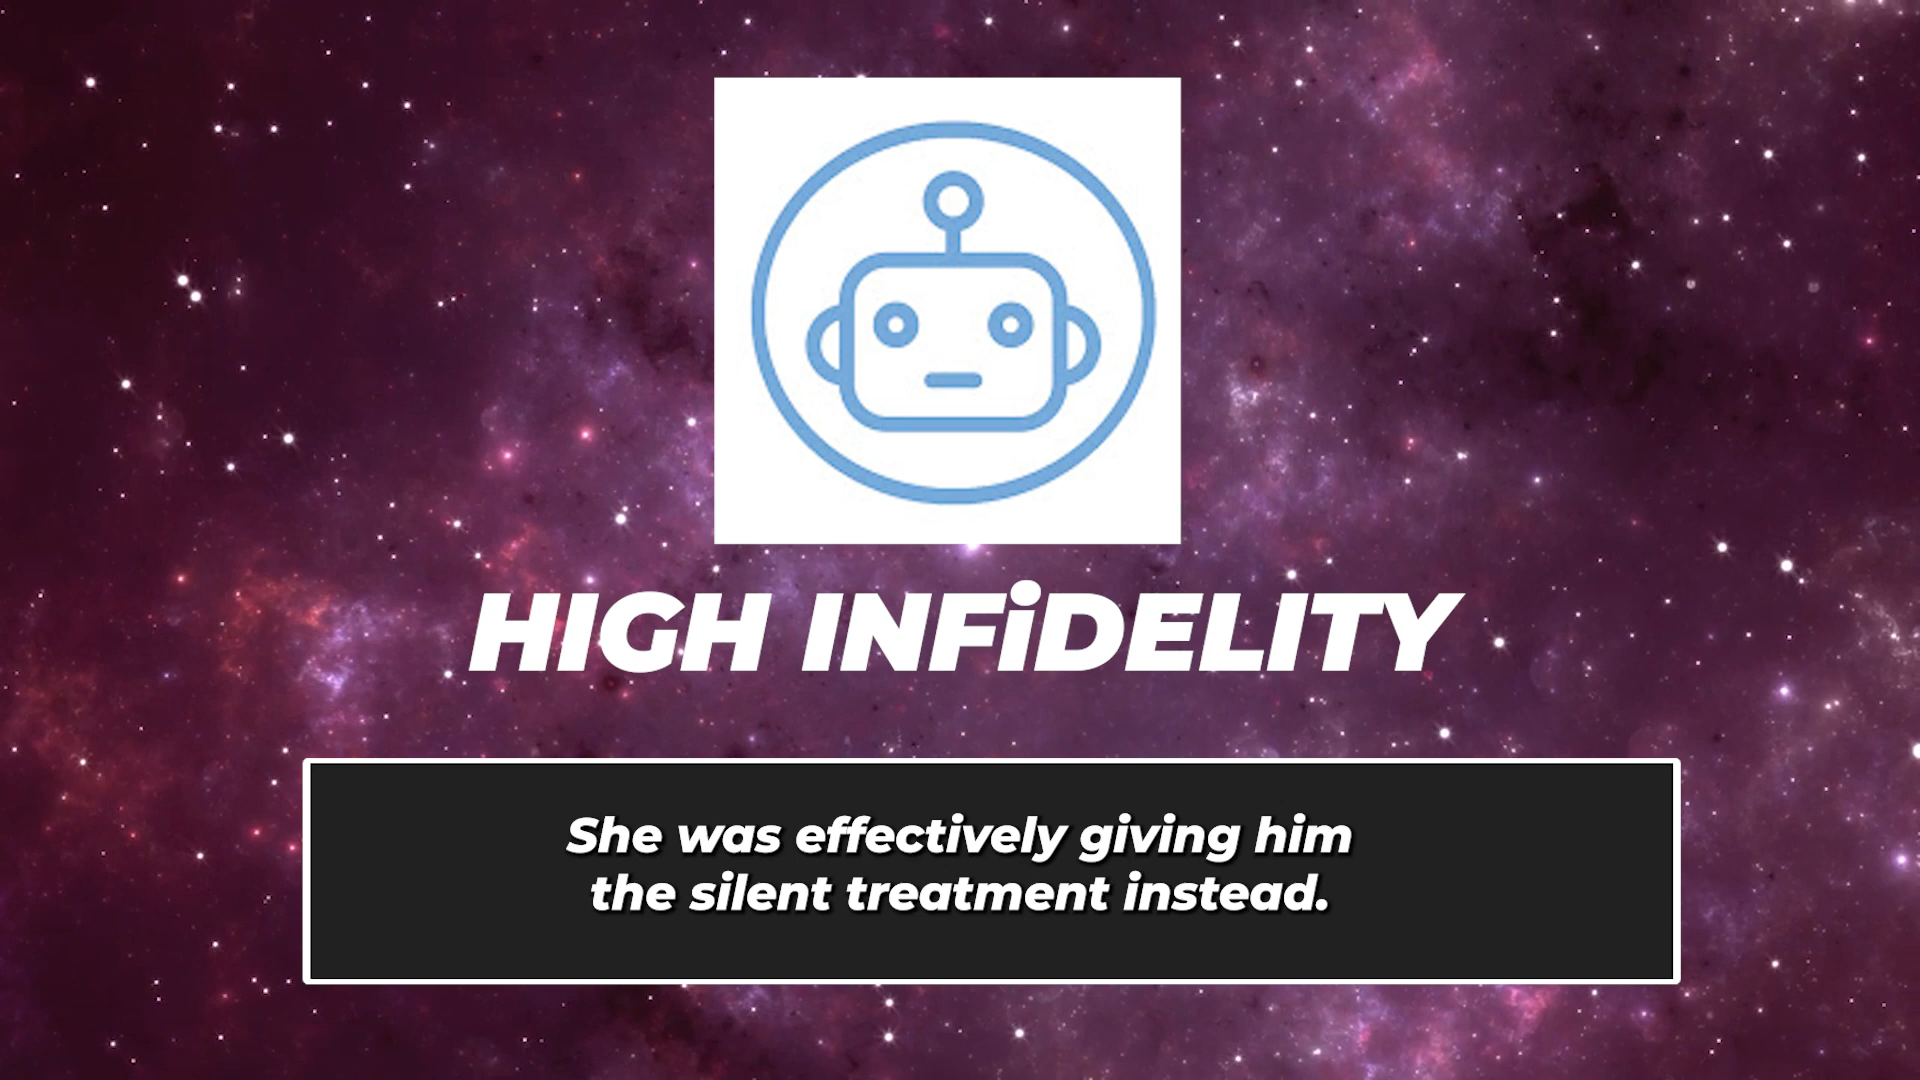 HIGH INFiDELITY
She was effectively giving him
the silent treatment instead.